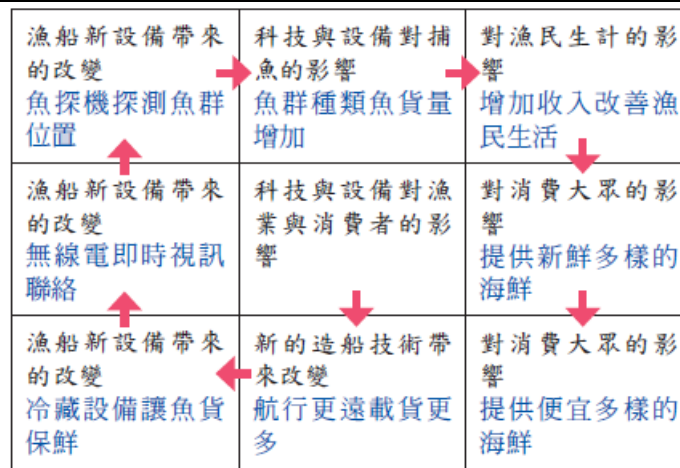 漁船新設備帶來
的改變
魚探機探測魚群
位置
科技與設備對捕
魚的影響
魚群種類魚貨量
增加
對漁民生計的影
響
增加收入改善漁
民生活
漁船新設備帶來
的改變
無線電即時視訊
聯絡
科技與設備對漁
業與消費者的影
響
對消費大眾的影
響
提供新鮮多樣的
海鮮
漁船新設備帶來
的改變
冷藏設備讓魚貨
保鮮
新的造船技術帶
來改變
航行更遠載貨更
多
對消費大眾的影
響
提供便宜多樣的
海鮮